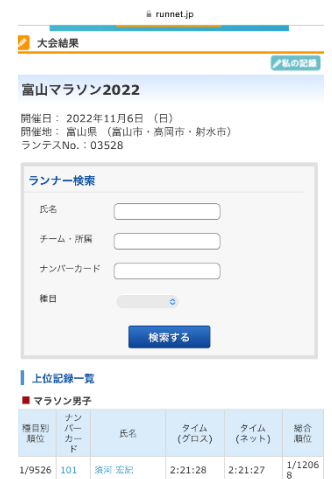 runnet.jp
大会結果
私の記録
富山マラソン2022
開催日： 2022年11月6日 （日）
開催地： 富山県 （富山市・高岡市・射水市）
ランテスNo.：03528
ランナー検索
氏名
チーム・所属
ナンバーカード
種目
検索する
上位記録一覧
マラソン男子
種目別順位 ナンバーカード 氏名 タイム(グロス) タイム(ネット) 総合順位
1/9526 101 須河 宏紀 2:21:28 2:21:27 1/12068